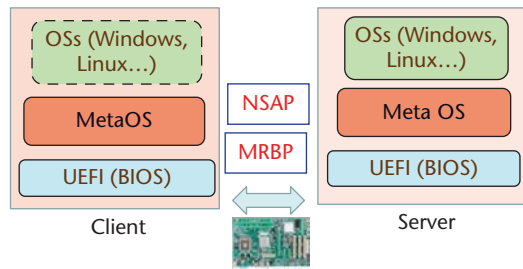 OSs (Windows,
Linux...)
MetaOS
UEFI (BIOS)
Client
NSAP
MRBP
OSs (Windows,
Linux...)
Meta OS
UEFI (BIOS)
Server